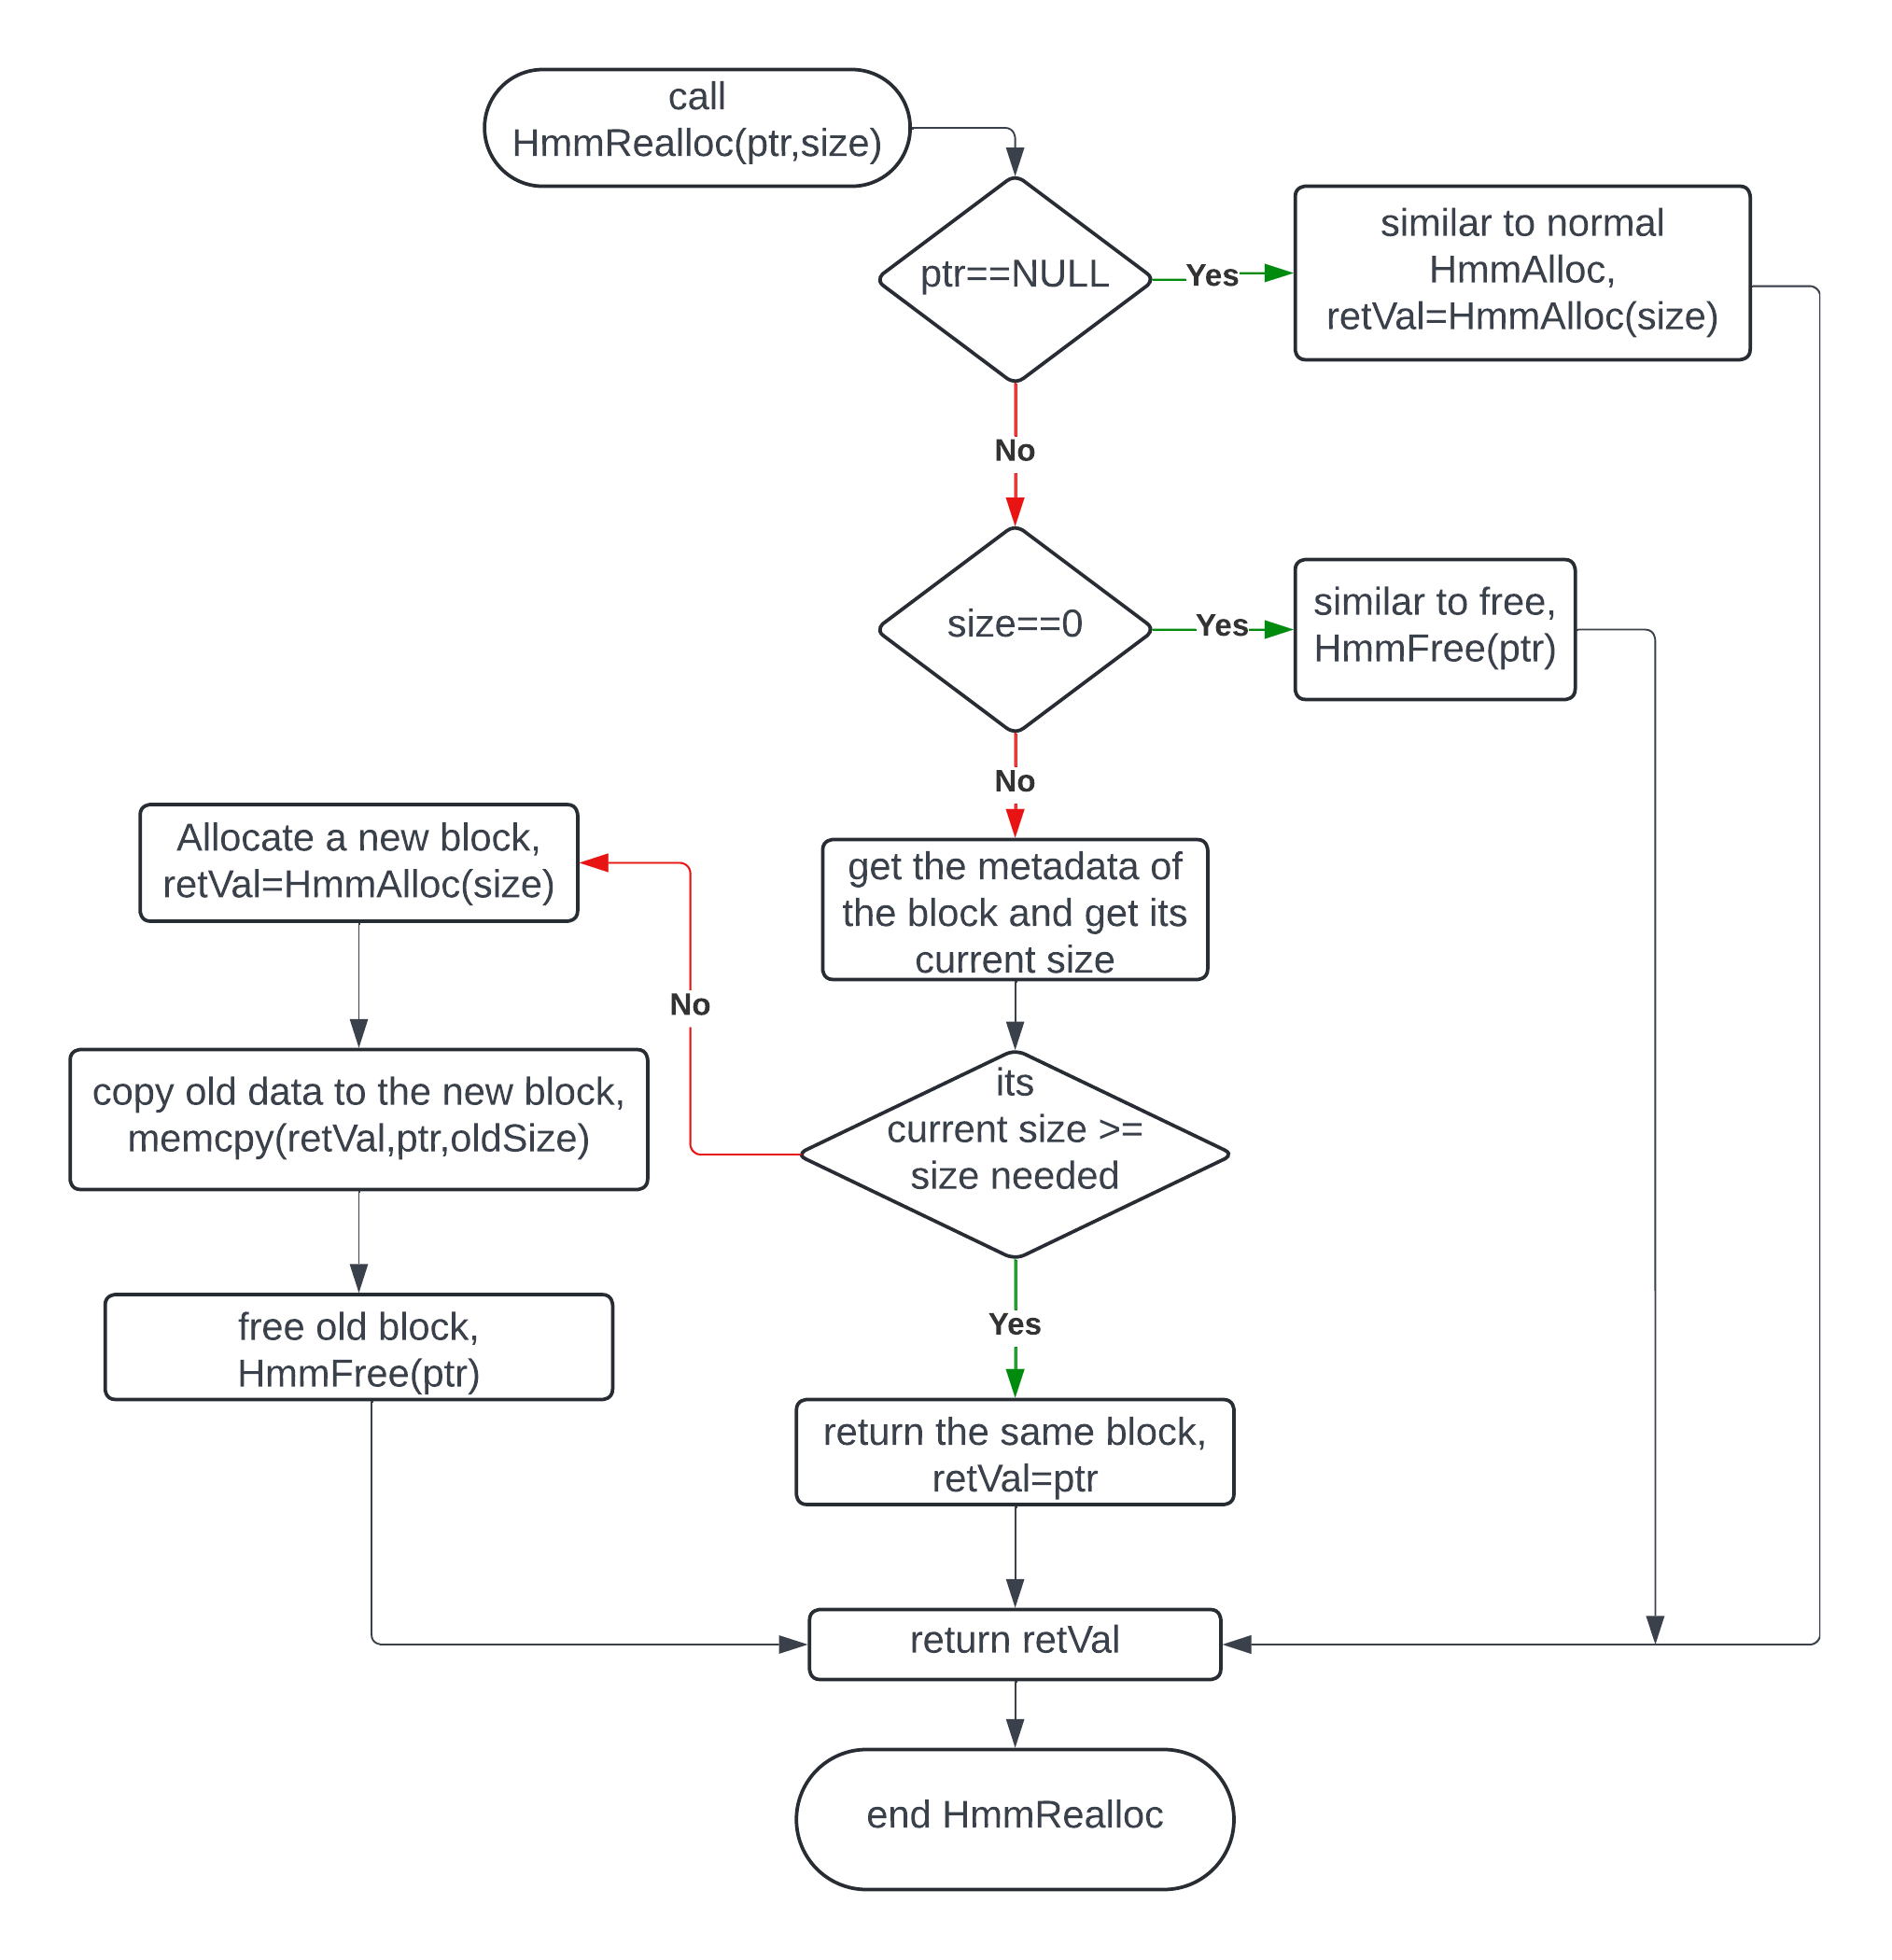 call
HmmRealloc(ptr,size)
ptr==NULL
Yes
similar to normal
HmmAlloc,
retVal=HmmAlloc(size)
No
size==0
Yes
similar to free,
HmmFree(ptr)
No
get the metadata of
the block and get its
current size
its
current size >=
size needed
No
Allocate a new block,
retVal=HmmAlloc(size)
copy old data to the new block,
memcpy(retVal,ptr,oldSize)
free old block,
HmmFree(ptr)
Yes
return the same block,
retVal=ptr
return retVal
end HmmRealloc